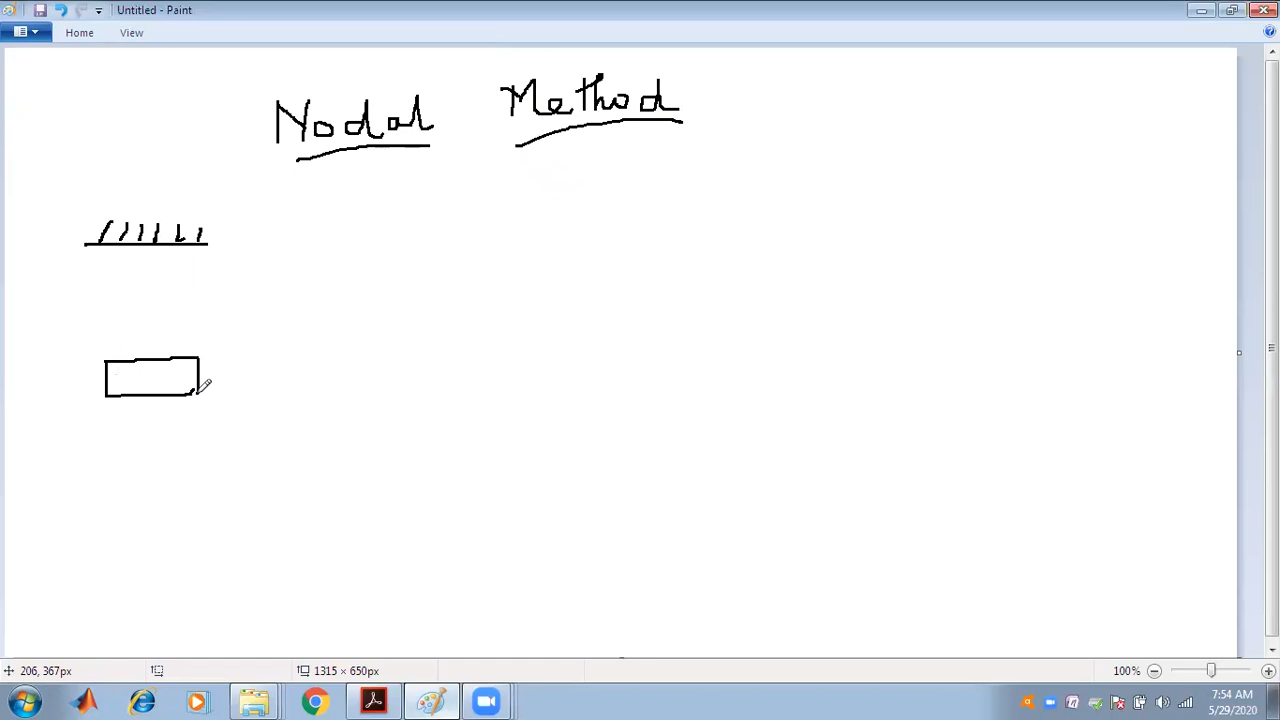 Untitled - Paint
Home View
Nodal Method
206, 367px
1315 × 650px
100%
7:54 AM
5/29/2020